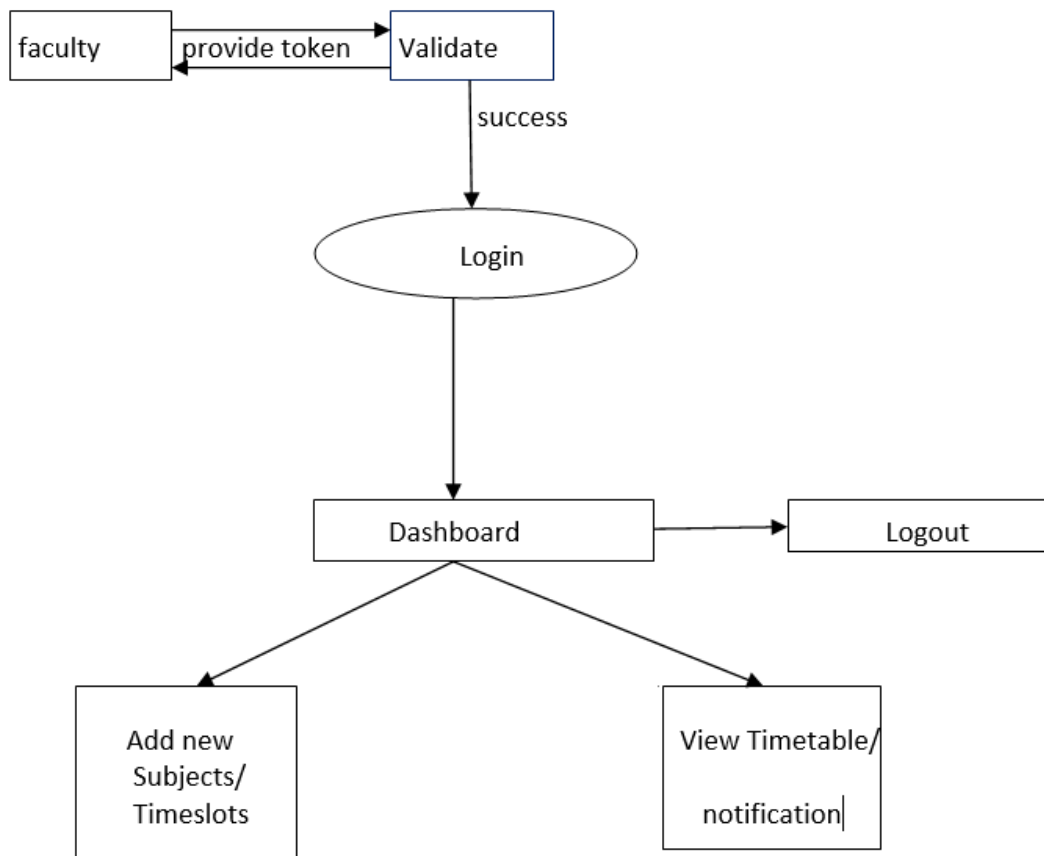 faculty
provide token
Validate
success
Login
Dashboard
Logout
Add new
Subjects/
Timeslots
View Timetable/
notification